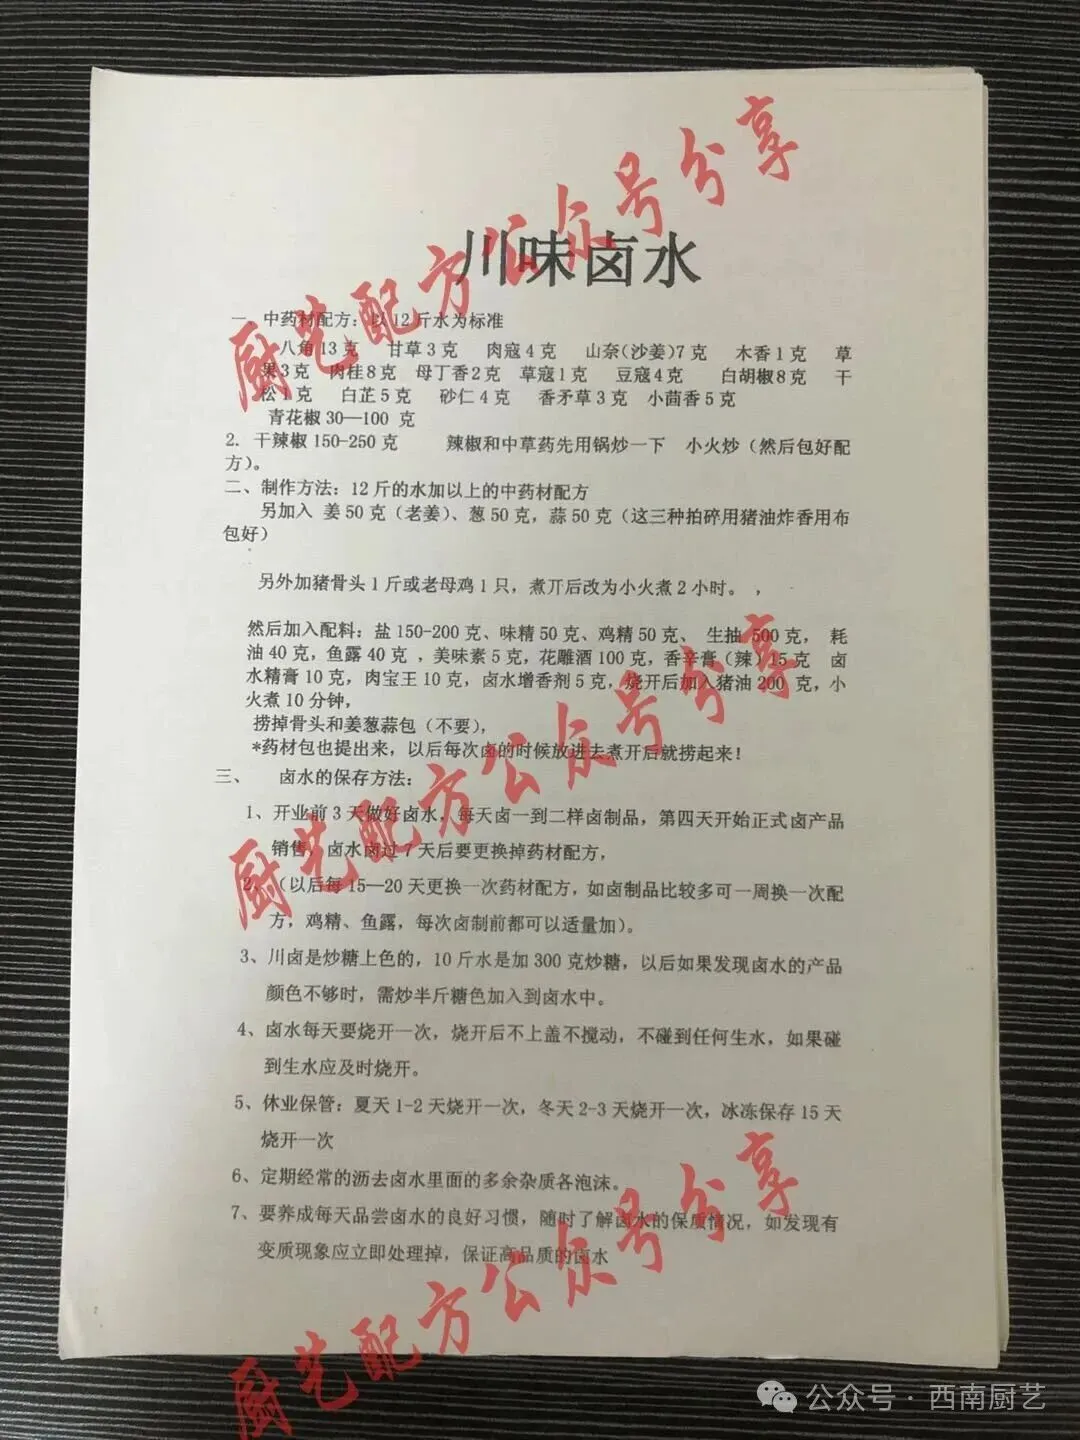 川味卤水
一 中药材配方：以12斤水为标准
八角13克 甘草3克 肉蔻4克 山奈（沙姜）7克 木香1克 草
果3克 肉桂8克 母丁香2克 草蔻1克 豆蔻4克 白胡椒8克 干
松1克 白芷5克 砂仁4克 香矛草3克 小茴香5克
青花椒30—100 克
2. 干辣椒150-250克 辣椒和中草药先用锅炒一下 小火炒（然后包好配
方）。
二、制作方法：12斤的水加以上的中药材配方
另加入 姜50克（老姜）、葱50克，蒜50克（这三种拍碎用猪油炸香用布
包好）
另外加猪骨头1斤或老母鸡1只，煮开后改为小火煮2小时。 ，
然后加入配料：盐150-200克、味精50克、鸡精50克、 生抽 500克， 耗
油40克，鱼露40克 ，美味素5克，花雕酒100克，香辛膏（辣）15克 卤
水精膏10克，肉宝王10克，卤水增香剂5克，烧开后加入猪油200 克，小
火煮10分钟，
捞掉骨头和姜葱蒜包（不要），
*药材包也提出来，以后每次卤的时候放进去煮开后就捞起来！
三、 卤水的保存方法：
1、开业前3天做好卤水，每天卤一到二样卤制品，第四天开始正式卤产品
销售，卤水卤过7天后要更换掉药材配方，
2、（以后每15—20天更换一次药材配方，如卤制品比较多可一周换一次配
方，鸡精、鱼露，每次卤制前都可以适量加）。
3、川卤是炒糖上色的，10斤水是加300克炒糖，以后如果发现卤水的产品
颜色不够时，需炒半斤糖色加入到卤水中。
4、卤水每天要烧开一次，烧开后不上盖不搅动，不碰到任何生水，如果碰
到生水应及时烧开。
5、休业保管：夏天1-2天烧开一次，冬天2-3天烧开一次，冰冻保存15天
烧开一次
6、定期经常的沥去卤水里面的多余杂质各泡沫。
7、要养成每天品尝卤水的良好习惯，随时了解卤水的保质情况，如发现有
变质现象应立即处理掉，保证高品质的卤水
厨艺配方公众号分享
厨艺配方公众号分享
厨艺配方公众号分享
公众号·西南厨艺